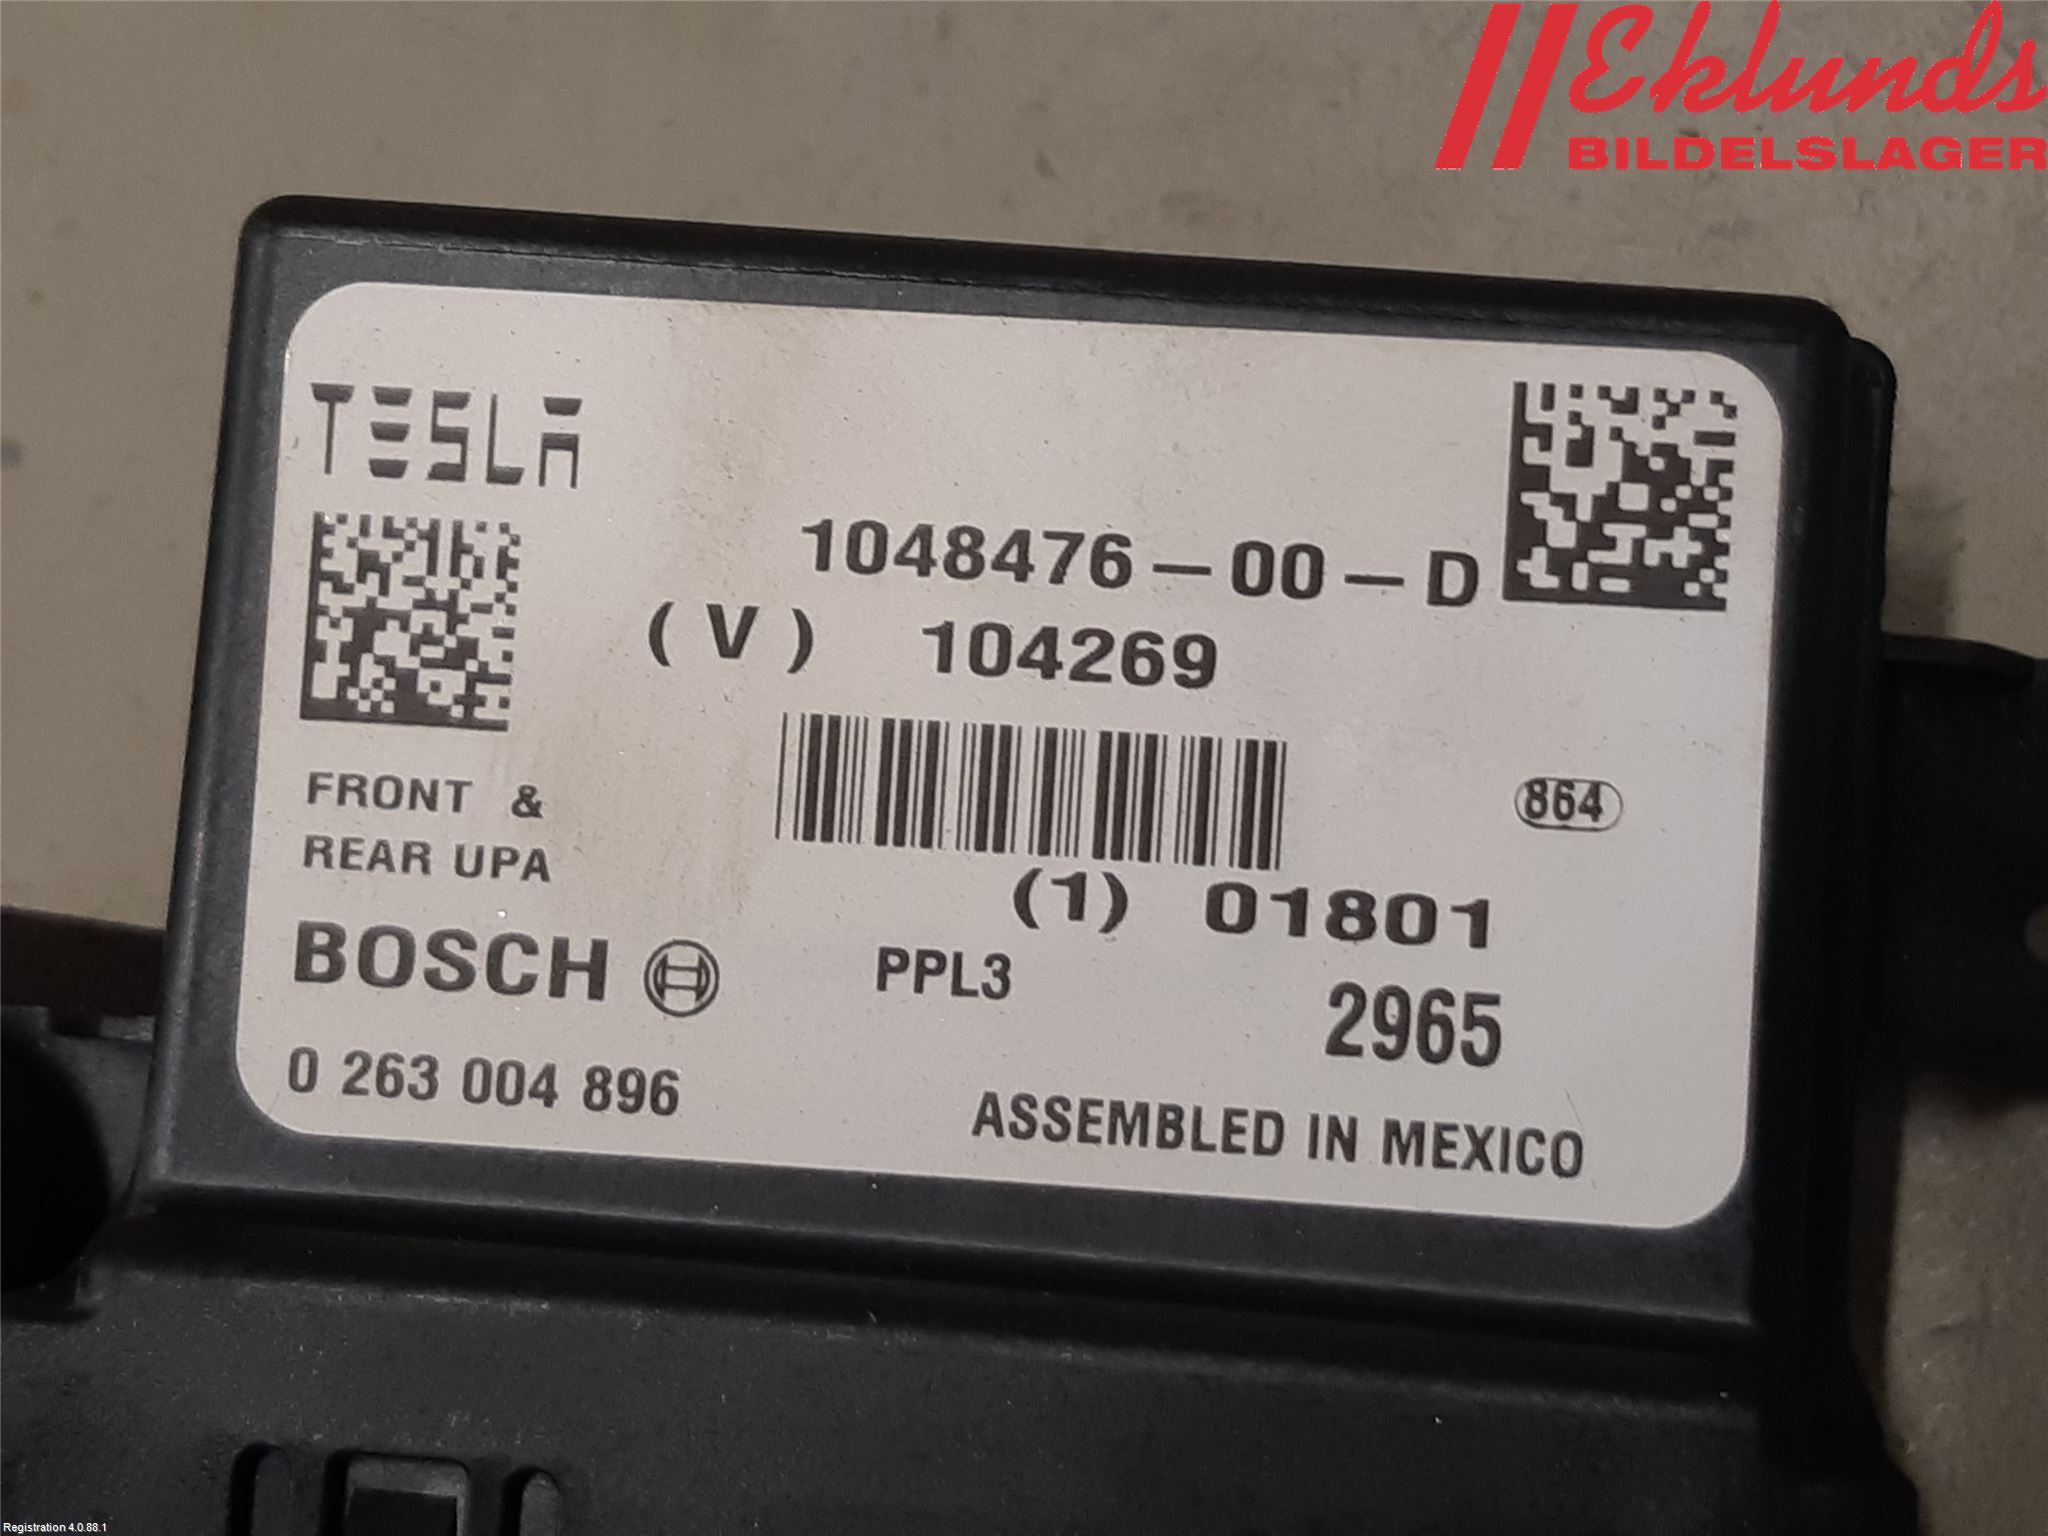 Eklunds
BILDELSLAGER
TESLA
1048476-00-D
(V) 104269
FRONT &
REAR UPA
864
(1) 01801
BOSCH
PPL3
2965
0 263 004 896
ASSEMBLED IN MEXICO
Registration 4.0.88.1